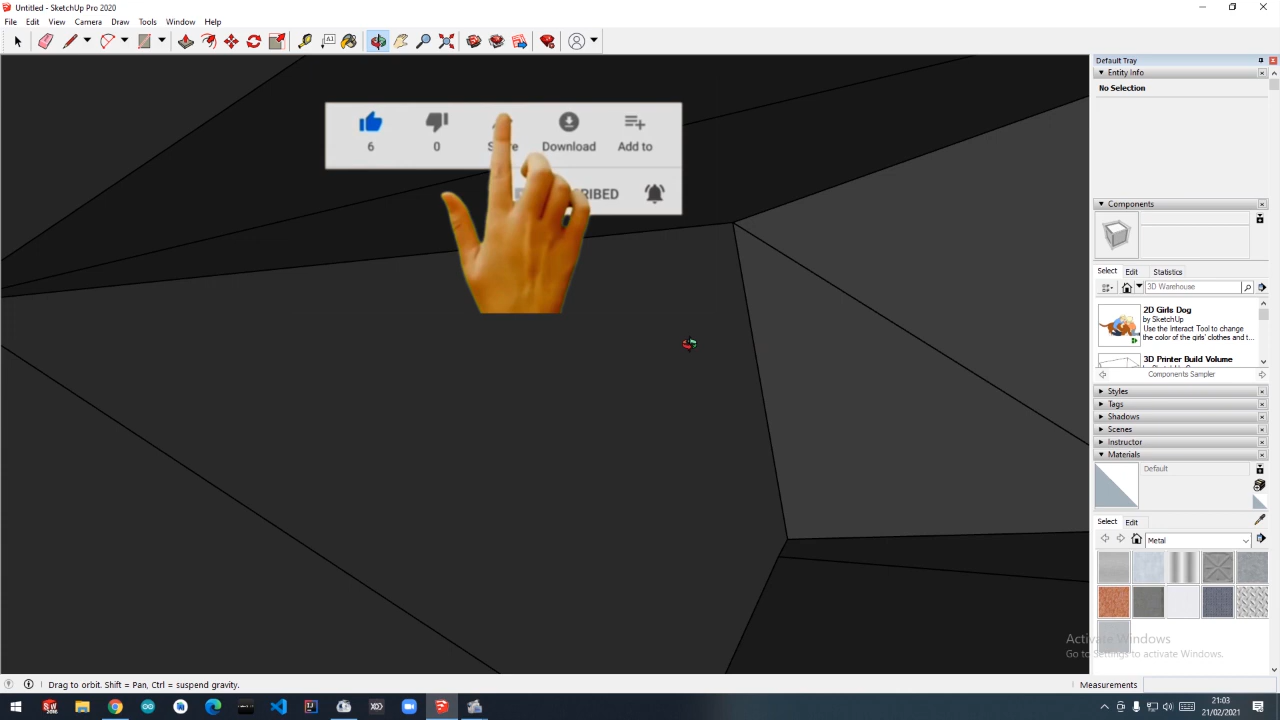 Untitled - SketchUp Pro 2020
File Edit View Camera Draw Tools Window Help
Default Tray
Entity Info
No Selection
6 0 Download Add to
Components
Select Edit Statistics
3D Warehouse
2D Girls Dog
by SketchUp
Use the Interact Tool to change
the color of the girls' clothes and t...
3D Printer Build Volume
Components Sampler
Styles
Tags
Shadows
Scenes
Instructor
Materials
Default
Select Edit
Metal
Activate Windows
Go to Settings to activate Windows.
Drag to orbit. Shift = Pan, Ctrl = suspend gravity.
Measurements
21:03
21/02/2021